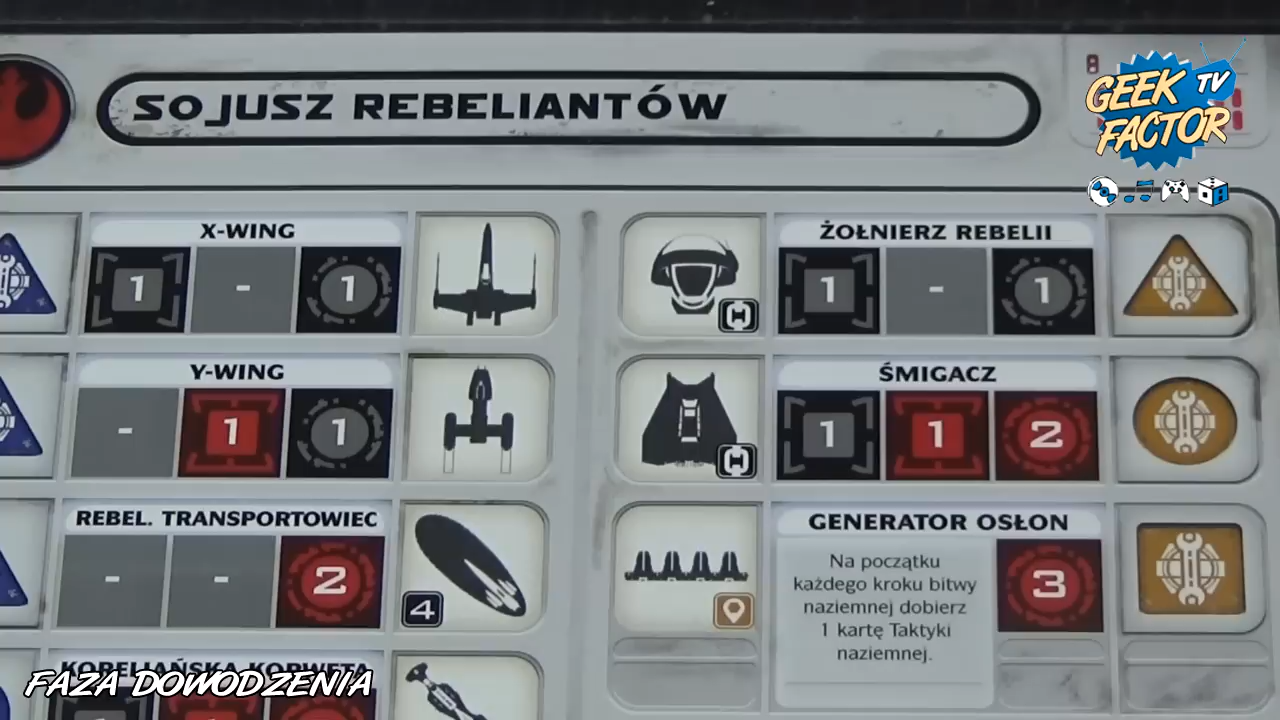 SOJUSZ REBELIANTÓW
GEEK TV
FACTOR
X-WING
1 - 1
Y-WING
- 1 1
REBEL. TRANSPORTOWIEC
- - 2
4
KORELIAŃSKA KORWETA
ŻOŁNIERZ REBELII
1 - 1
ŚMIGACZ
1 1 2
GENERATOR OSŁON
Na początku
każdego kroku bitwy
naziemnej dobierz
1 kartę Taktyki
naziemnej.
3
FAZA DOWODZENIA